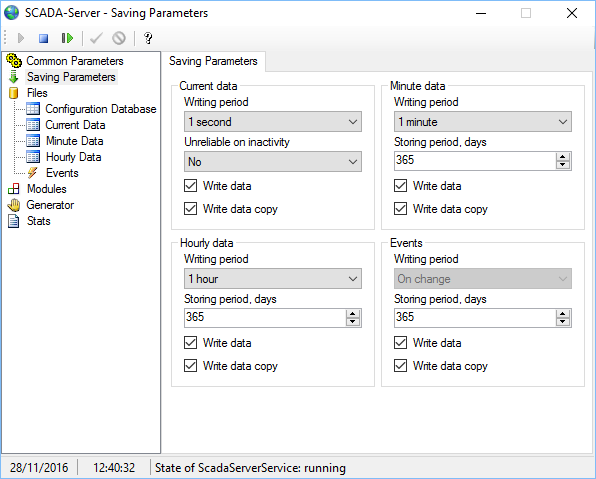 SCADA-Server - Saving Parameters
?
Common Parameters
Saving Parameters
Files
Configuration Database
Current Data
Minute Data
Hourly Data
Events
Modules
Generator
Stats
Saving Parameters
Current data
Writing period
1 second
Unreliable on inactivity
No
Write data
Write data copy
Minute data
Writing period
1 minute
Storing period, days
365
Write data
Write data copy
Hourly data
Writing period
1 hour
Storing period, days
365
Write data
Write data copy
Events
Writing period
On change
Storing period, days
365
Write data
Write data copy
28/11/2016 12:40:32 State of ScadaServerService: running